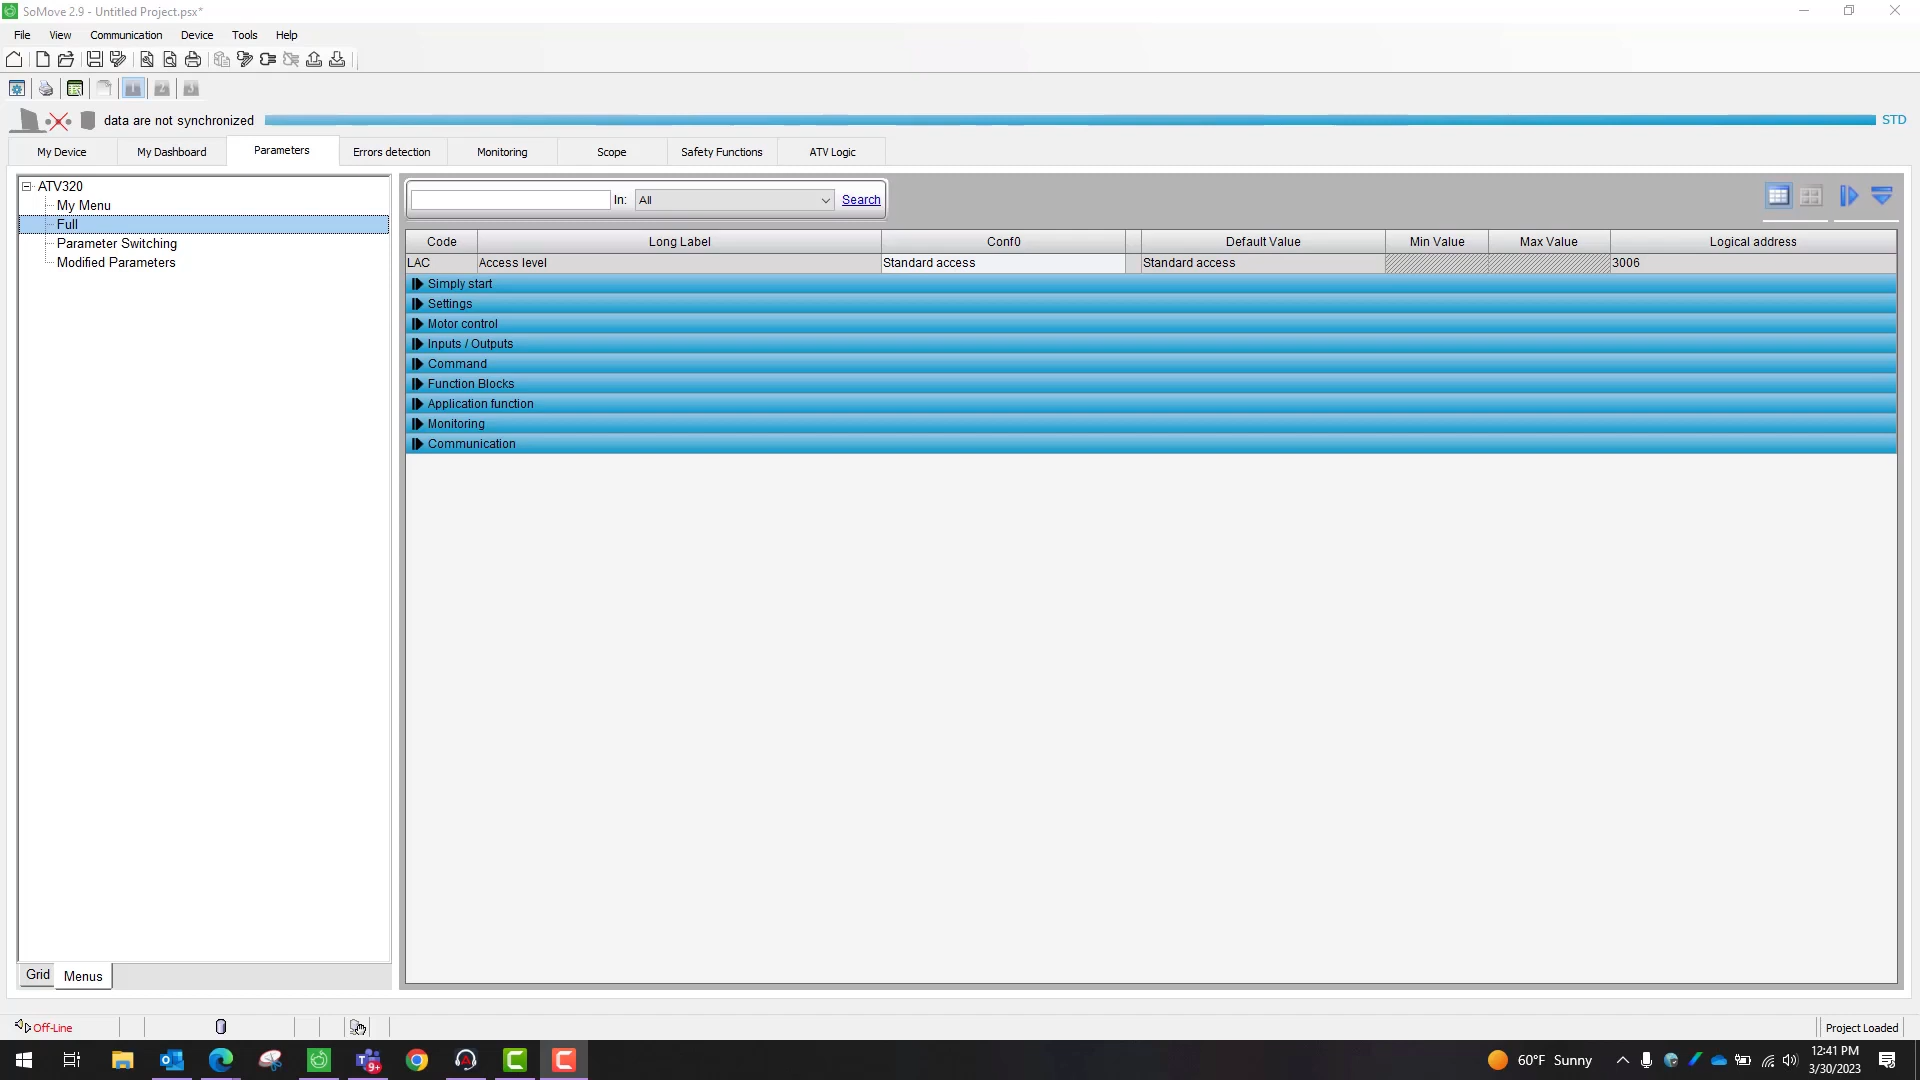 SoMove 2.9 - Untitled Project.psx*
File View Communication Device Tools Help
1 2 3
data are not synchronized STD
My Device My Dashboard Parameters Errors detection Monitoring Scope Safety Functions ATV Logic
ATV320
My Menu
Full
Parameter Switching
Modified Parameters
Grid Menus
In: All Search
Code Long Label Conf0 Default Value Min Value Max Value Logical address
LAC Access level Standard access Standard access 3006
Simply start
Settings
Motor control
Inputs / Outputs
Command
Function Blocks
Application function
Monitoring
Communication
Off-Line Project Loaded
9+
60°F Sunny
12:41 PM
3/30/2023